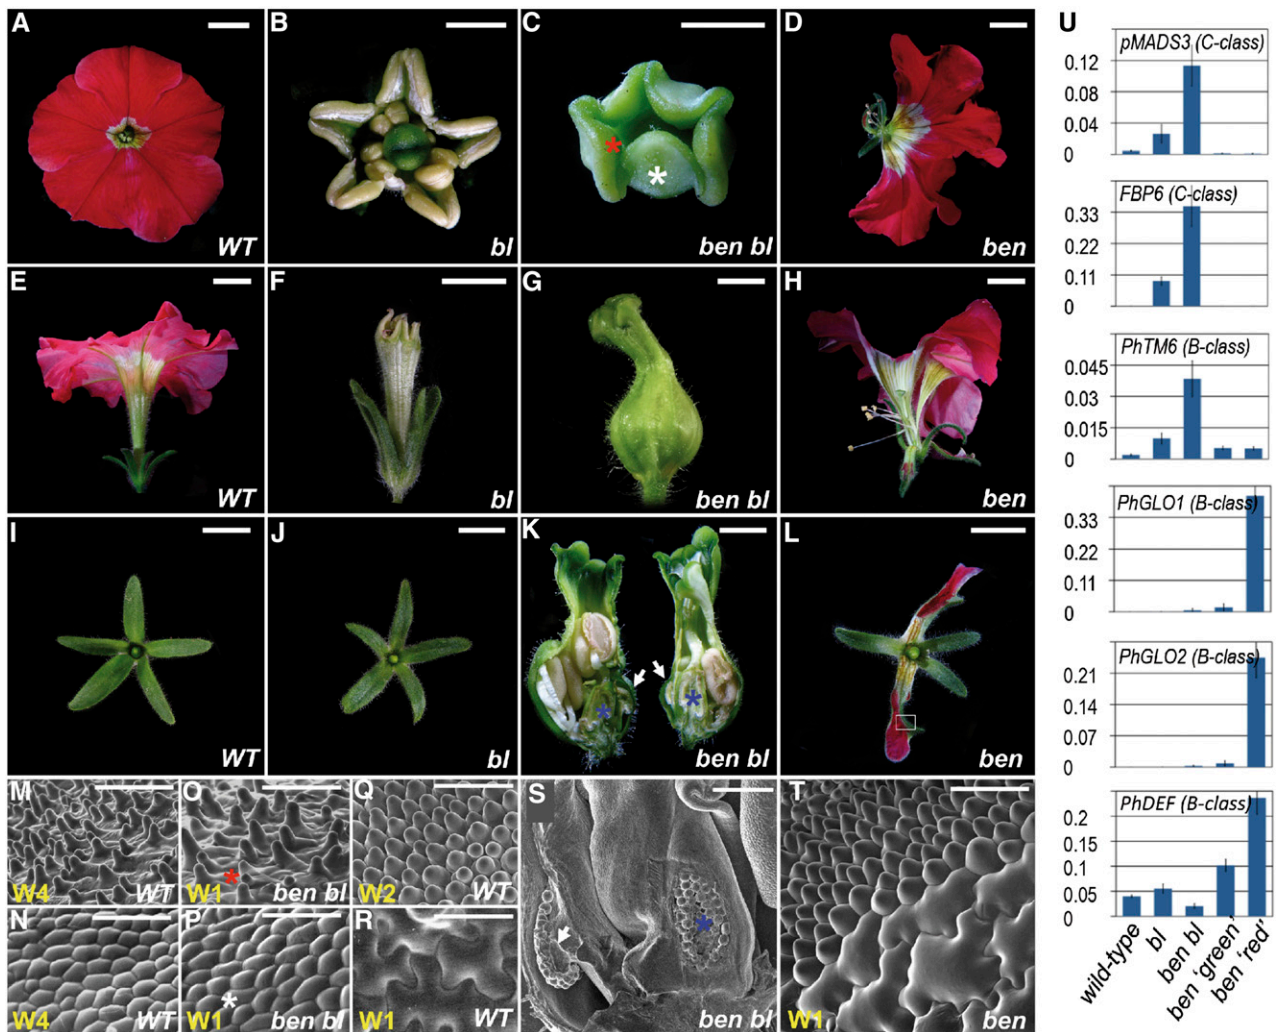 A
WT
B
bl
C
*
*
ben bl
D
ben
E
WT
F
bl
G
ben bl
H
ben
I
WT
J
bl
K
*
*
ben bl
L
ben
M
W4
WT
O
W1
*
ben bl
Q
W2
WT
S
*
ben bl
T
W1
ben
N
W4
WT
P
W1
*
ben bl
R
W1
WT
U
pMADS3 (C-class)
0.12
0.08
0.04
0
FBP6 (C-class)
0.33
0.22
0.11
0
PhTM6 (B-class)
0.045
0.03
0.015
0
PhGLO1 (B-class)
0.33
0.22
0.11
0
PhGLO2 (B-class)
0.21
0.14
0.07
0
PhDEF (B-class)
0.2
0.15
0.1
0.05
0
wild-type
bl
ben bl
ben 'green'
ben 'red'